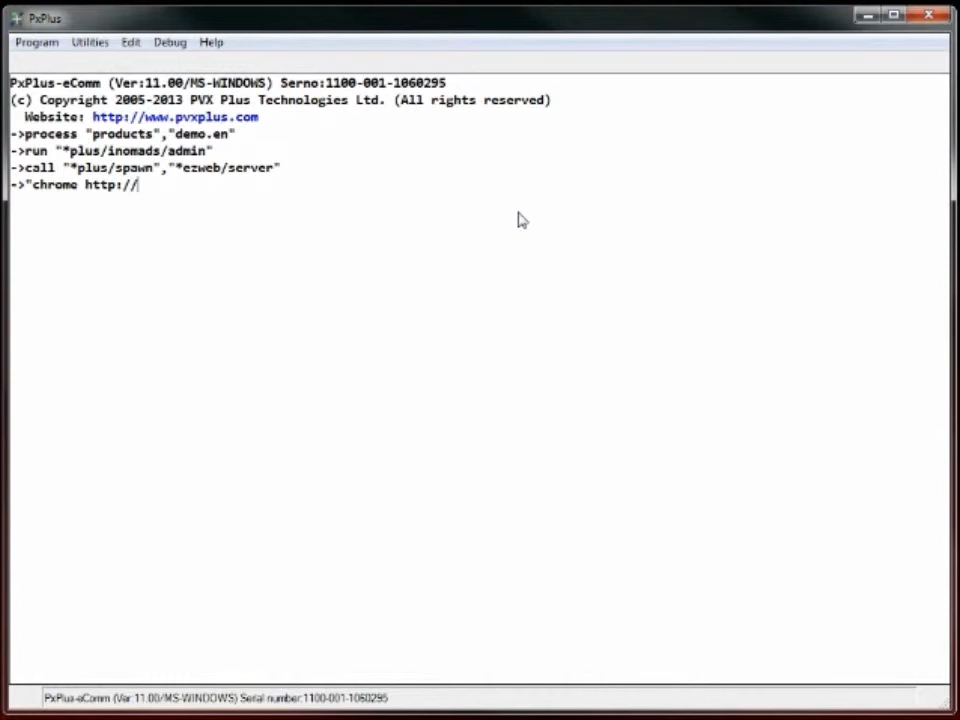 PxPlus
Program Utilities Edit Debug Help
PxPlus-eComm (Ver:11.00/MS-WINDOWS) Serno:1100-001-1060295
(c) Copyright 2005-2013 PVX Plus Technologies Ltd. (All rights reserved)
Website: http://www.pvxplus.com
->process "products","demo.en"
->run "*plus/inomads/admin"
->call "*plus/spawn","*ezweb/server"
->"chrome http://
PxPlus-eComm (Ver:11.00/MS-WINDOWS) Serial number:1100-001-1060295